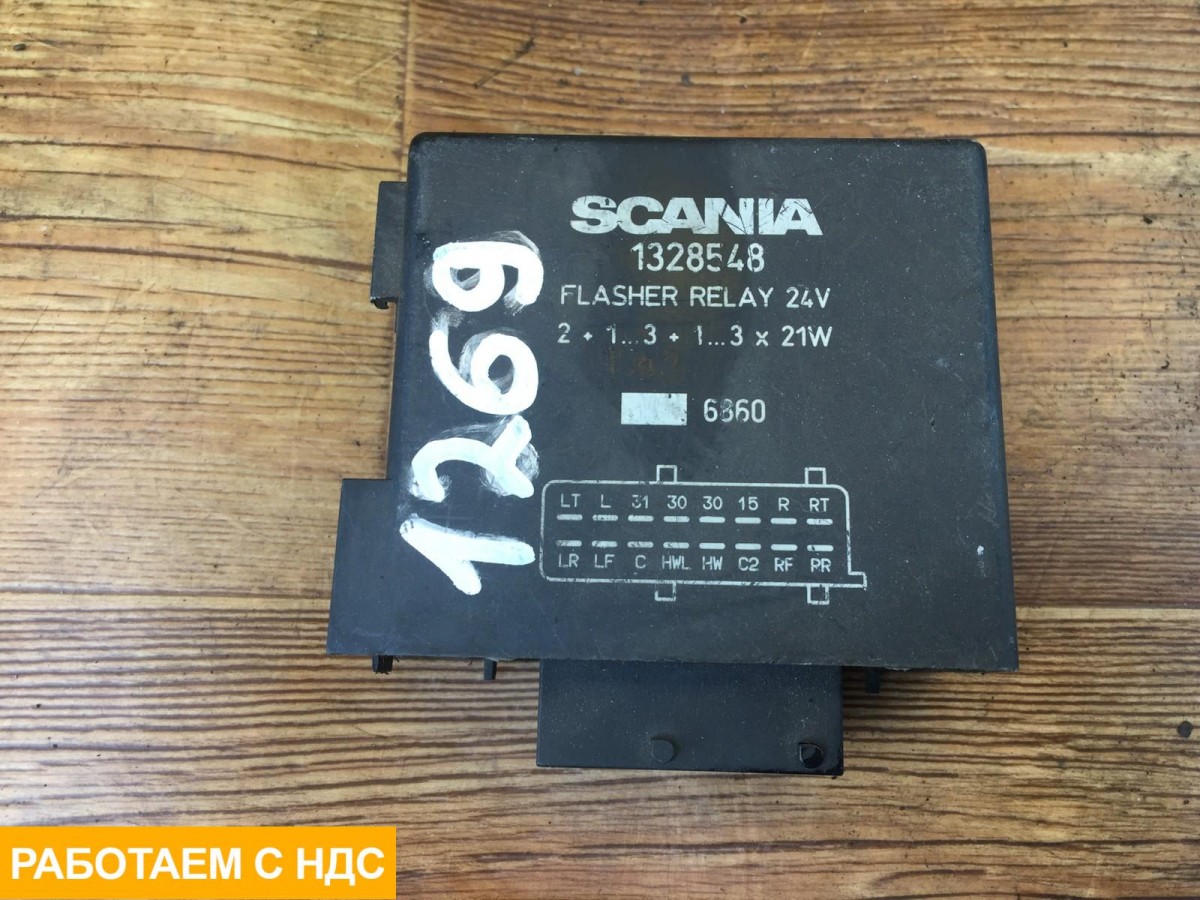 SCANIA
1328548
FLASHER RELAY 24V
2 + 1...3 + 1...3 x 21W
6860
1269
LT L 31 30 30 15 R RT
LR LF C HWL HW C2 RF PR
РАБОТАЕМ С НДС